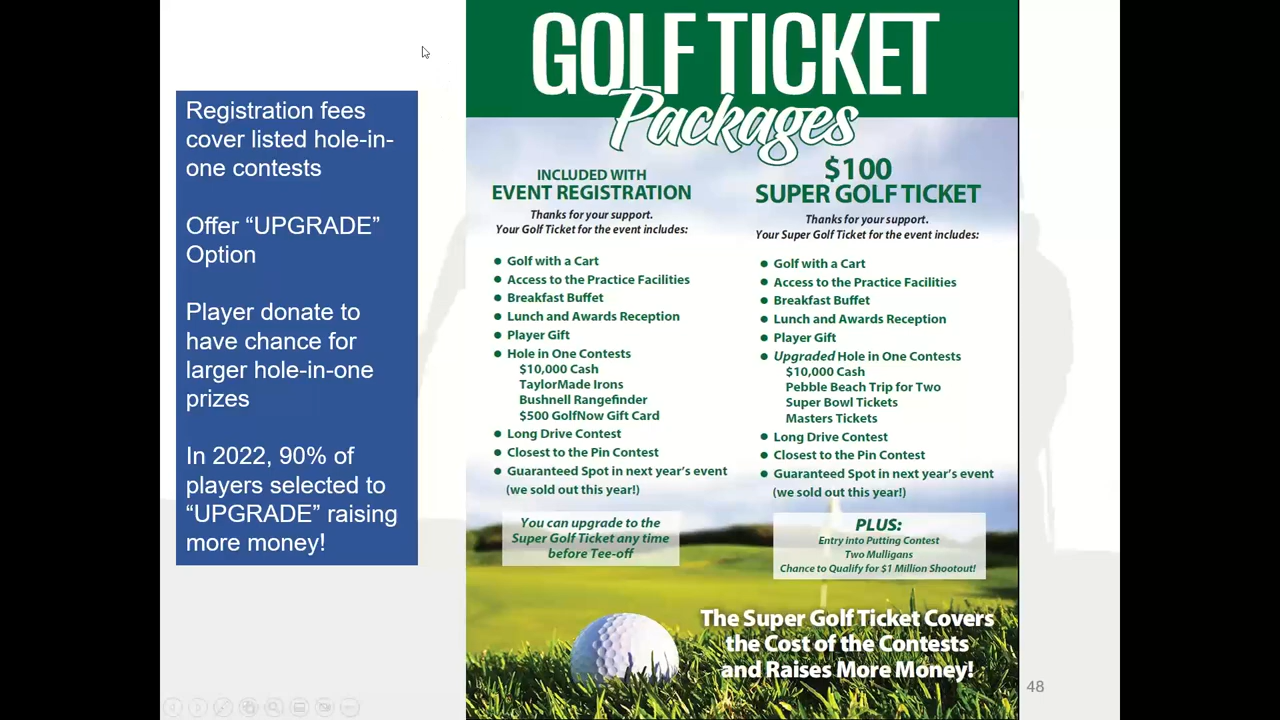 Registration fees
cover listed hole-in-
one contests
Offer “UPGRADE”
Option
Player donate to
have chance for
larger hole-in-one
prizes
In 2022, 90% of
players selected to
“UPGRADE” raising
more money!
GOLF TICKET
Packages
INCLUDED WITH
EVENT REGISTRATION
Thanks for your support.
Your Golf Ticket for the event includes:
• Golf with a Cart
• Access to the Practice Facilities
• Breakfast Buffet
• Lunch and Awards Reception
• Player Gift
• Hole in One Contests
$10,000 Cash
TaylorMade Irons
Bushnell Rangefinder
$500 GolfNow Gift Card
• Long Drive Contest
• Closest to the Pin Contest
• Guaranteed Spot in next year’s event
(we sold out this year!)
You can upgrade to the
Super Golf Ticket any time
before Tee-off
$100
SUPER GOLF TICKET
Thanks for your support.
Your Super Golf Ticket for the event includes:
• Golf with a Cart
• Access to the Practice Facilities
• Breakfast Buffet
• Lunch and Awards Reception
• Player Gift
• Upgraded Hole in One Contests
$10,000 Cash
Pebble Beach Trip for Two
Super Bowl Tickets
Masters Tickets
• Long Drive Contest
• Closest to the Pin Contest
• Guaranteed Spot in next year’s event
(we sold out this year!)
PLUS:
Entry into Putting Contest
Two Mulligans
Chance to Qualify for $1 Million Shootout!
The Super Golf Ticket Covers
the Cost of the Contests
and Raises More Money!
48